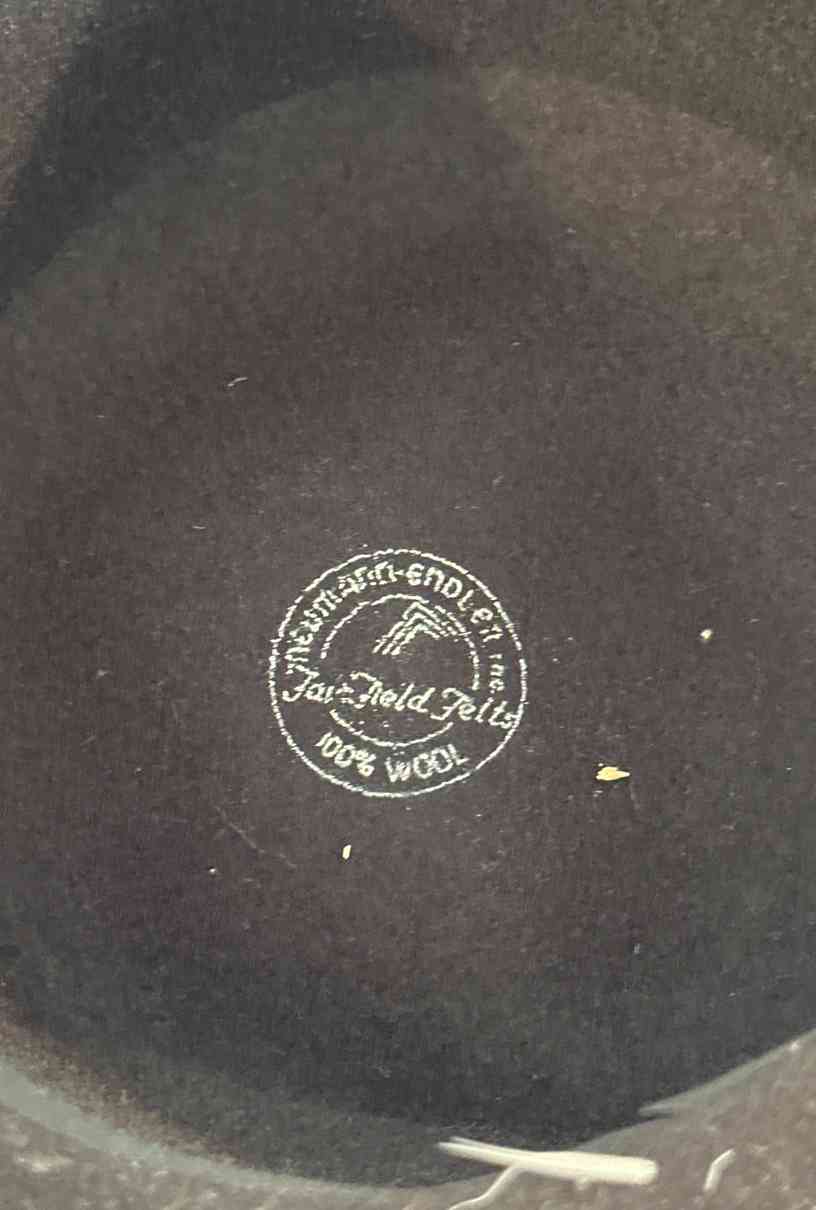 neumann-endler inc.
Fairfield Felts
100% WOOL